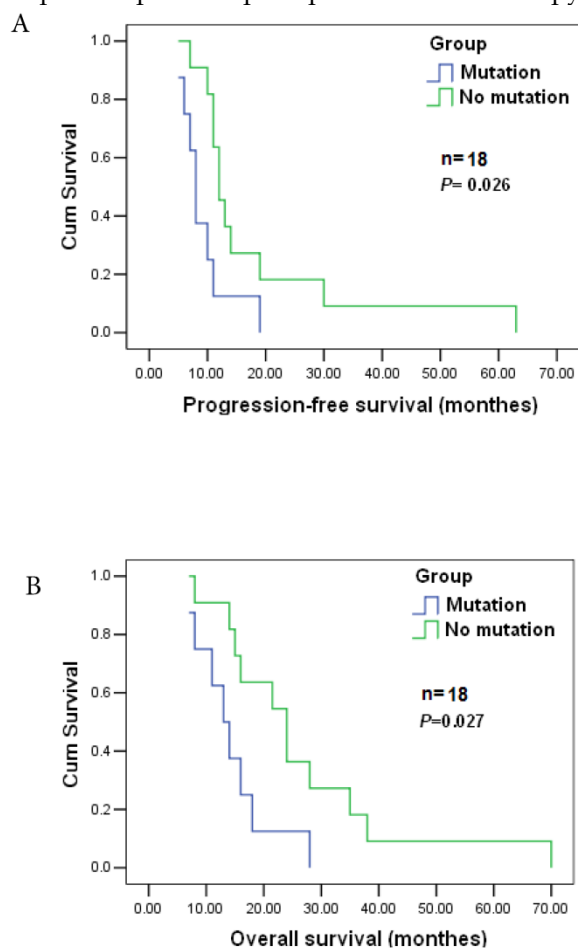 A
Group
Mutation
No mutation
n= 18
P= 0.026
Cum Survival
1.0
0.8
0.6
0.4
0.2
0.0
0.00 10.00 20.00 30.00 40.00 50.00 60.00 70.00
Progression-free survival (monthes)
B
Group
Mutation
No mutation
n=18
P=0.027
Cum Survival
1.0
0.8
0.6
0.4
0.2
0.0
0.00 10.00 20.00 30.00 40.00 50.00 60.00 70.00
Overall survival (monthes)